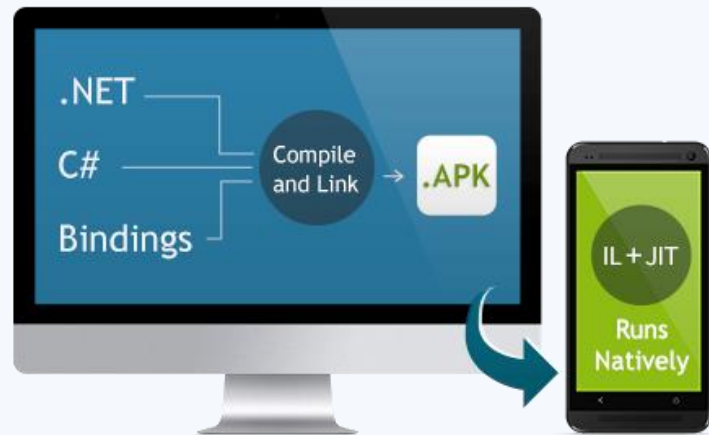 .NET
C#
Bindings
Compile
and Link
.APK
IL+JIT
Runs
Natively